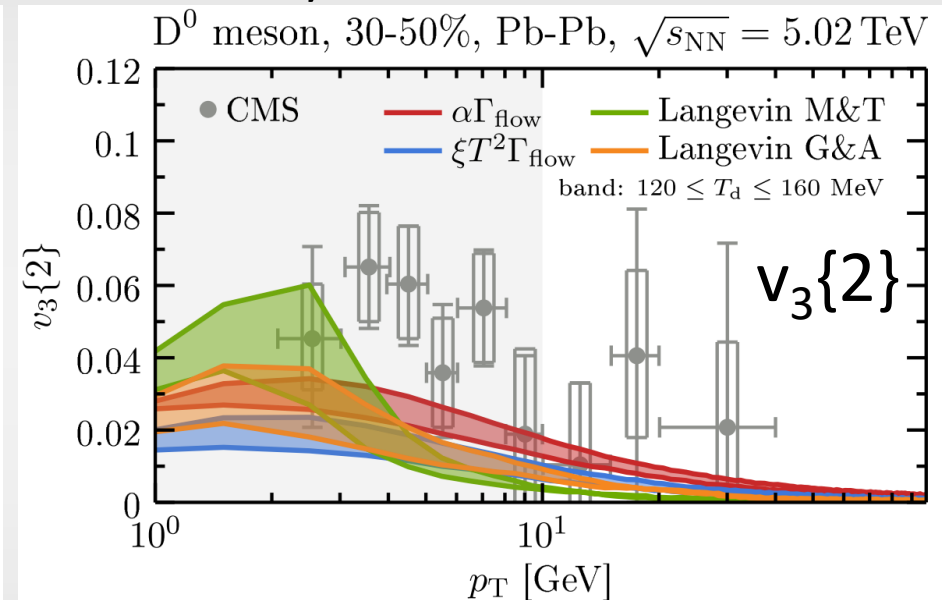 D⁰ meson, 30-50%, Pb-Pb, √sNN = 5.02 TeV
0.12
0.1
0.08
0.06
0.04
0.02
0
v₃{2}
CMS
αΓflow
ξT²Γflow
Langevin M&T
Langevin G&A
band: 120 ≤ Td ≤ 160 MeV
v₃{2}
10⁰
10¹
pT [GeV]